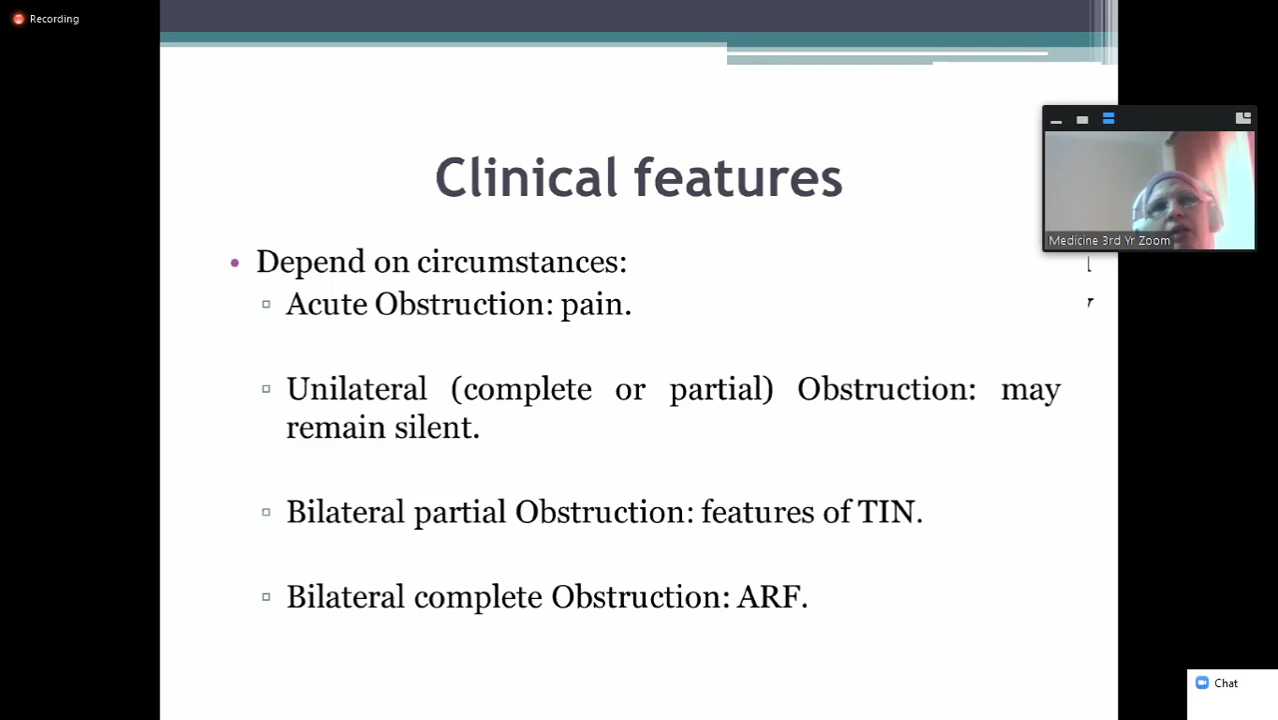 Recording
Clinical features
Medicine 3rd Yr Zoom
• Depend on circumstances:
▫ Acute Obstruction: pain.
▫ Unilateral (complete or partial) Obstruction: may
remain silent.
▫ Bilateral partial Obstruction: features of TIN.
▫ Bilateral complete Obstruction: ARF.
Chat